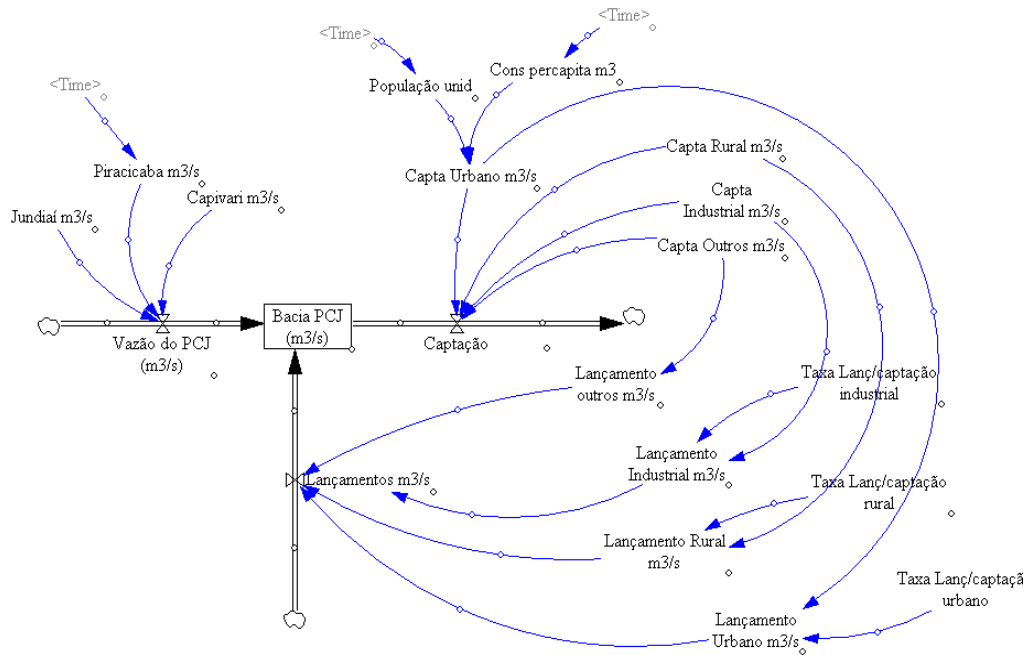 <Time>
<Time>
<Time>
População unid
Cons percapita m3
Piracicaba m3/s
Capivari m3/s
Jundiaí m3/s
Capta Urbano m3/s
Capta Rural m3/s
Capta
Industrial m3/s
Capta Outros m3/s
Vazão do PCJ
(m3/s)
Bacia PCJ
(m3/s)
Captação
Lançamento
outros m3/s
Taxa Lanç/captação
industrial
Lançamento
Industrial m3/s
Lançamentos m3/s
Taxa Lanç/captação
rural
Lançamento Rural
m3/s
Taxa Lanç/captação
urbano
Lançamento
Urbano m3/s